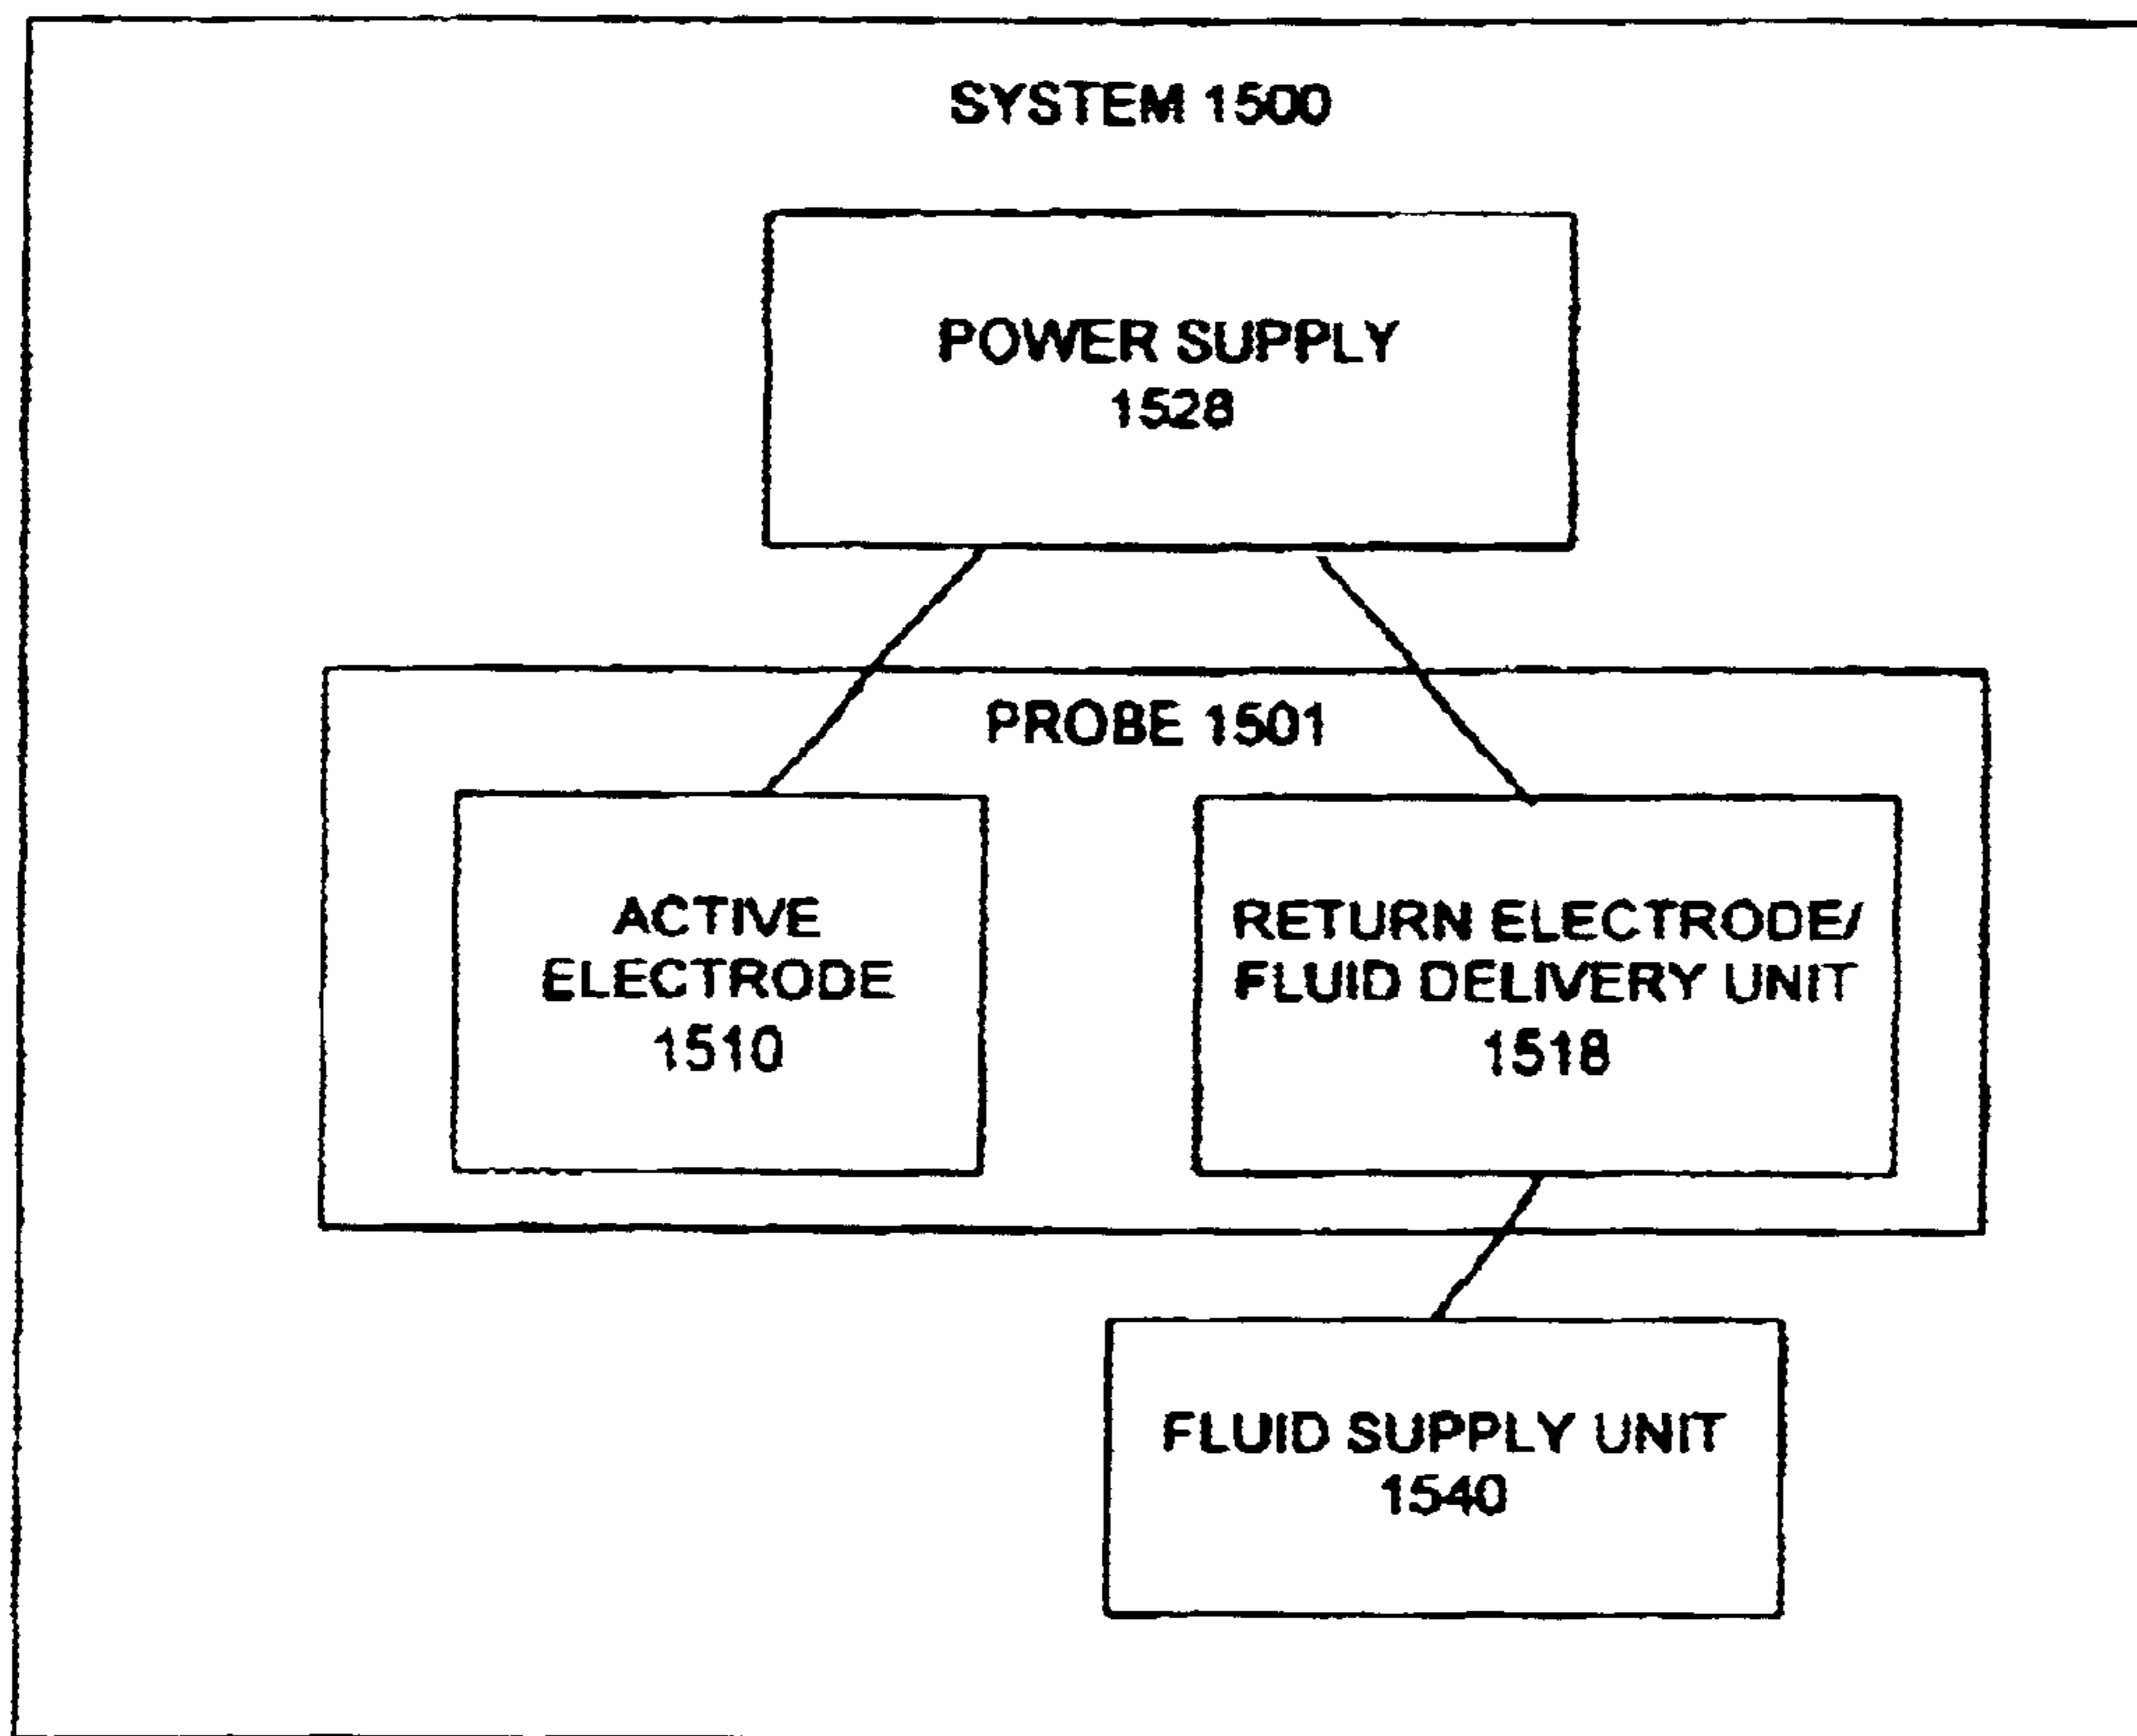 SYSTEM 1500
POWER SUPPLY
1528
PROBE 1501
ACTIVE
ELECTRODE
1510
RETURN ELECTRODE/
FLUID DELIVERY UNIT
1518
FLUID SUPPLY UNIT
1540